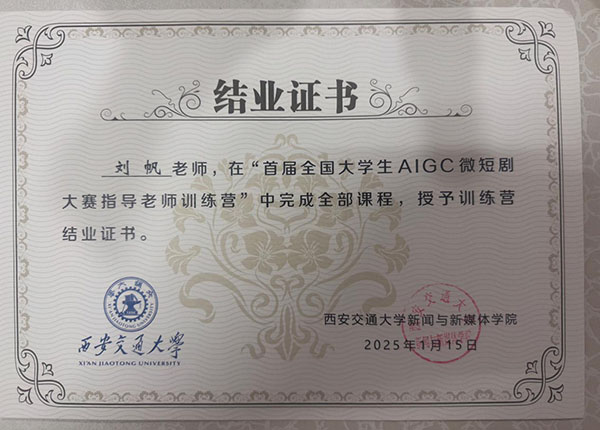 结业证书
刘帆 老师，在“首届全国大学生AIGC微短剧
大赛指导老师训练营”中完成全部课程，授予训练营
结业证书。
西安交通大学
XI'AN JIAOTONG UNIVERSITY
西安交通大学新闻与新媒体学院
2025年1月15日